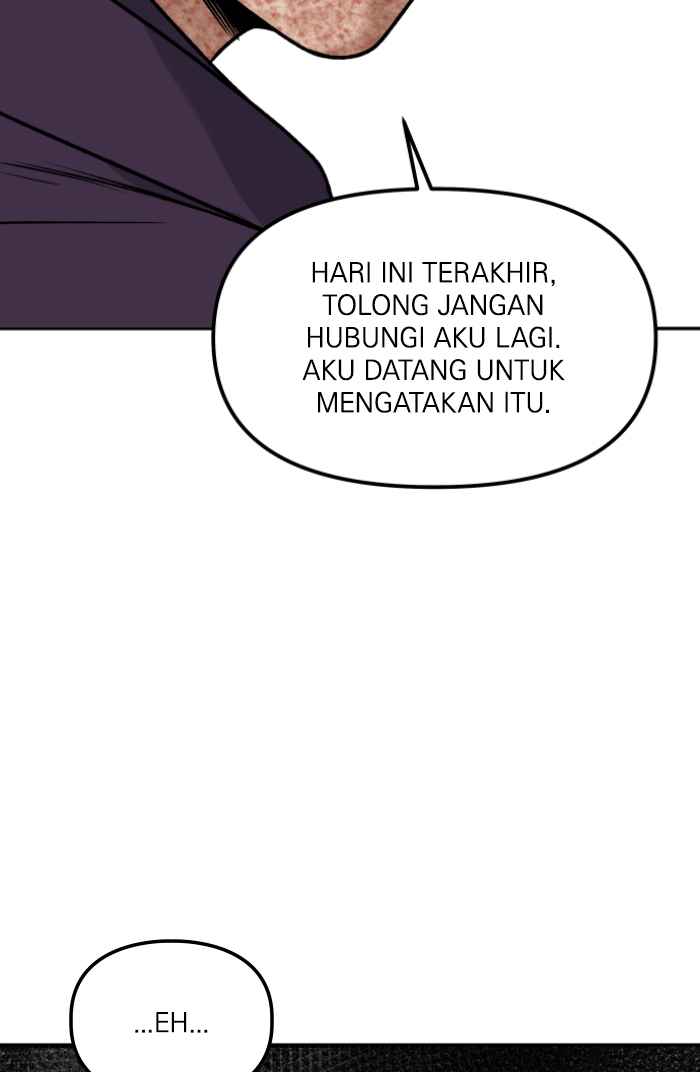 HARI INI TERAKHIR,
TOLONG JANGAN
HUBUNGI AKU LAGI.
AKU DATANG UNTUK
MENGATAKAN ITU.
...EH...